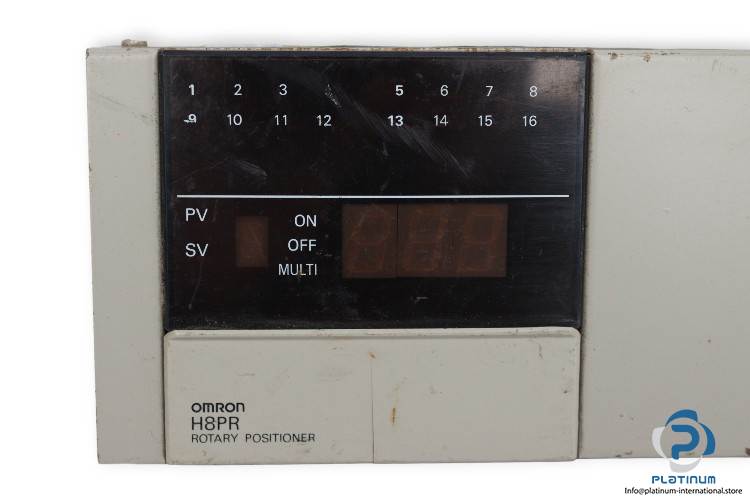 1 2 3 5 6 7 8
9 10 11 12 13 14 15 16
PV ON
SV OFF
MULTI
OMRON
H8PR
ROTARY POSITIONER
PLATINUM
Info@platinum-international.store